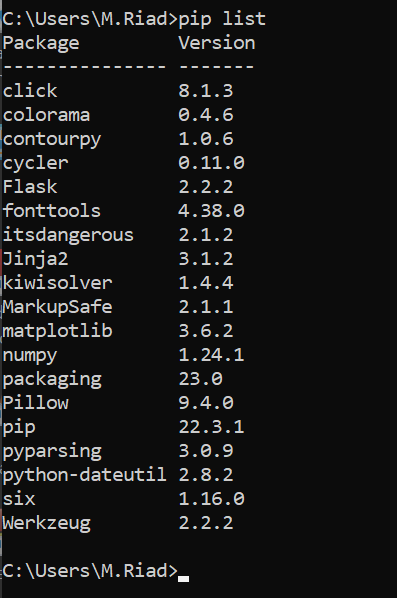 C:\Users\M.Riad>pip list
Package         Version
--------------- -------
click           8.1.3
colorama        0.4.6
contourpy       1.0.6
cycler          0.11.0
Flask           2.2.2
fonttools       4.38.0
itsdangerous    2.1.2
Jinja2          3.1.2
kiwisolver      1.4.4
MarkupSafe      2.1.1
matplotlib      3.6.2
numpy           1.24.1
packaging       23.0
Pillow          9.4.0
pip             22.3.1
pyparsing       3.0.9
python-dateutil 2.8.2
six             1.16.0
Werkzeug        2.2.2
C:\Users\M.Riad>